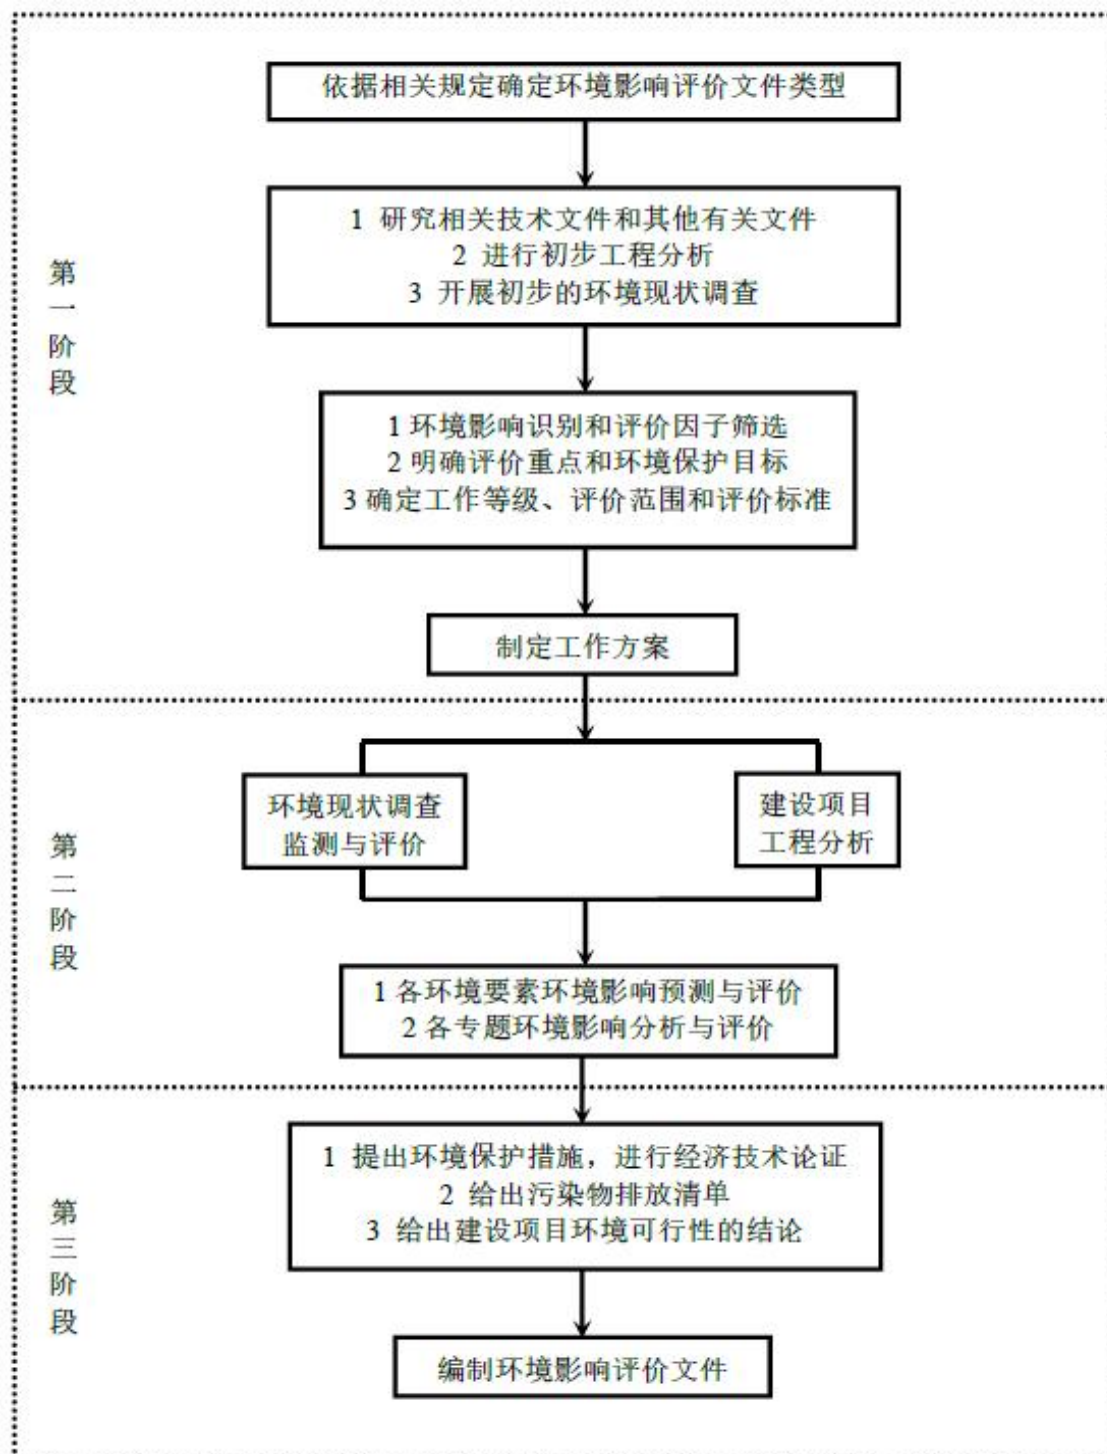 依据相关规定确定环境影响评价文件类型
1 研究相关技术文件和其他有关文件
2 进行初步工程分析
3 开展初步的环境现状调查
第一阶段
1环境影响识别和评价因子筛选
2明确评价重点和环境保护目标
3确定工作等级、评价范围和评价标准
制定工作方案
环境现状调查
监测与评价
建设项目
工程分析
第二阶段
1各环境要素环境影响预测与评价
2各专题环境影响分析与评价
1 提出环境保护措施，进行经济技术论证
2 给出污染物排放清单
3 给出建设项目环境可行性的结论
第三阶段
编制环境影响评价文件